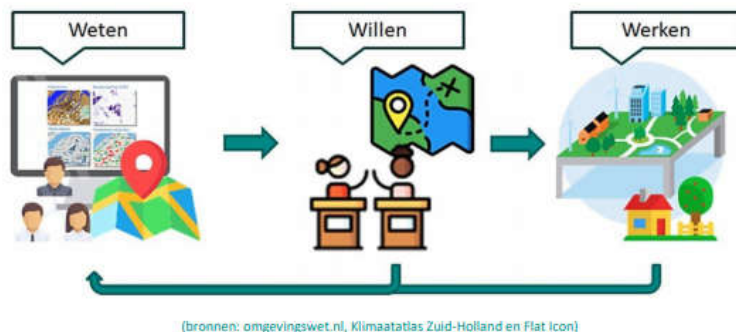 Weten
Willen
Werken
(bronnen: omgevingswet.nl, Klimaatatlas Zuid-Holland en Flat Icon)